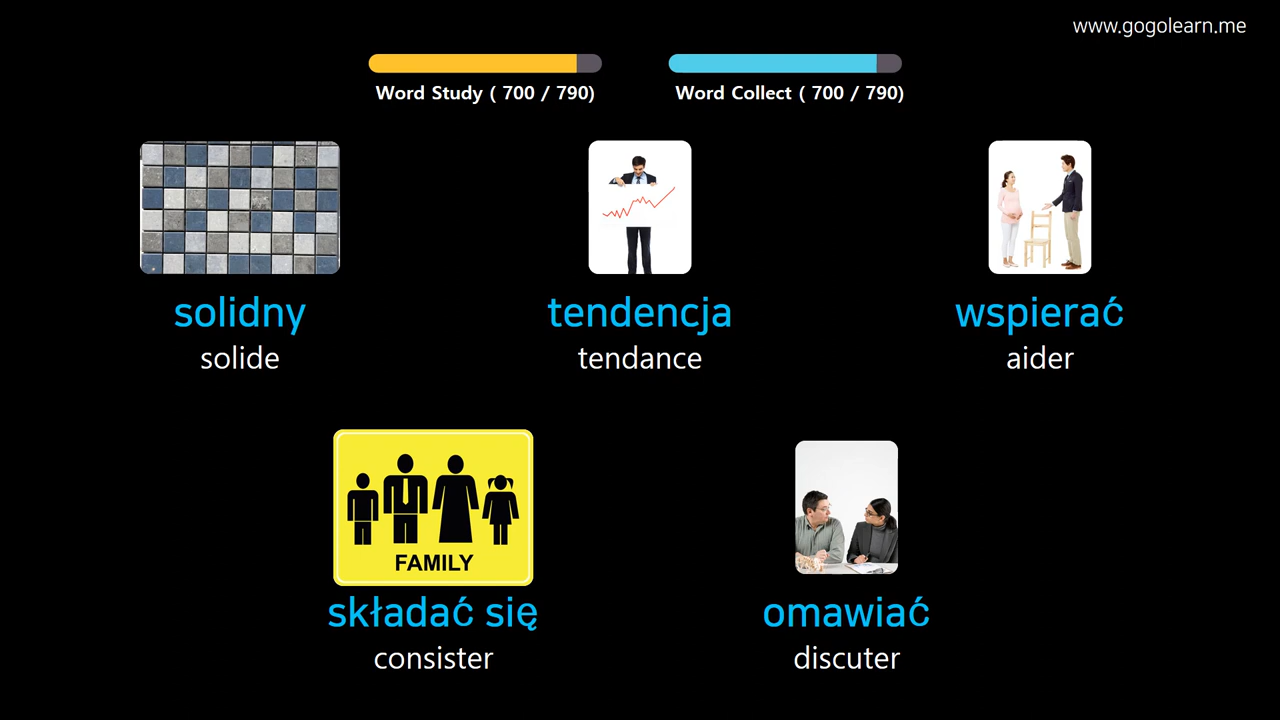 www.gogolearn.me
Word Study ( 700 / 790)
Word Collect ( 700 / 790)
solidny
solide
tendencja
tendance
wspierać
aider
FAMILY
składać się
consister
omawiać
discuter